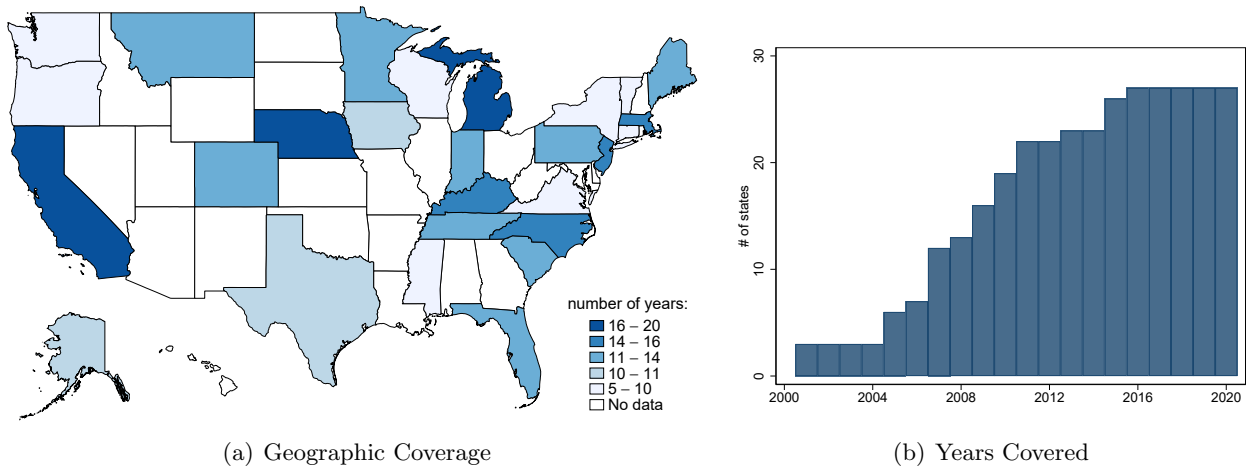 number of years:
16 – 20
14 – 16
11 – 14
10 – 11
5 – 10
No data
(a) Geographic Coverage
# of states
30
20
10
0
2000 2004 2008 2012 2016 2020
(b) Years Covered